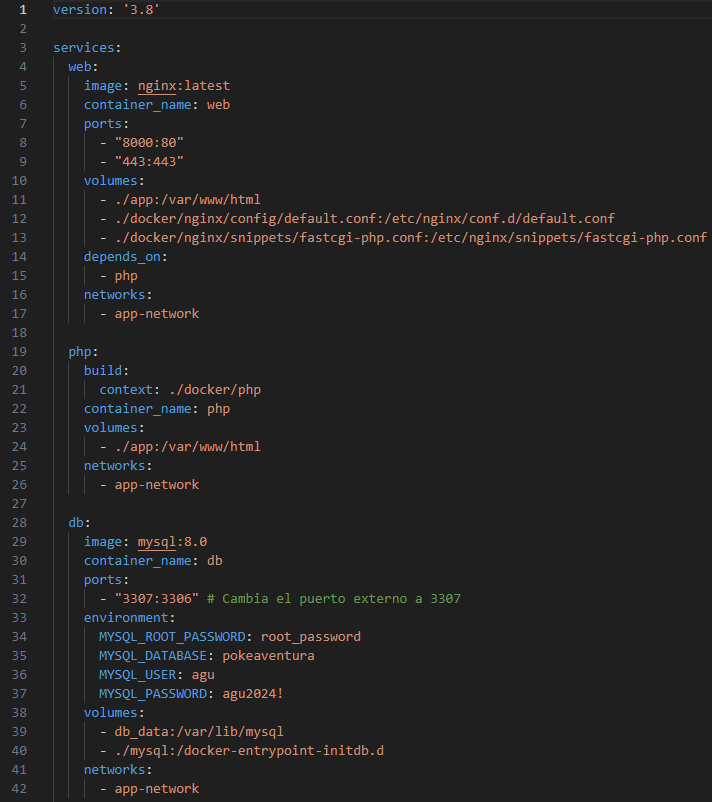 1 version: '3.8'
2
3 services:
4   web:
5     image: nginx:latest
6     container_name: web
7     ports:
8       - "8000:80"
9       - "443:443"
10     volumes:
11       - ./app:/var/www/html
12       - ./docker/nginx/config/default.conf:/etc/nginx/conf.d/default.conf
13       - ./docker/nginx/snippets/fastcgi-php.conf:/etc/nginx/snippets/fastcgi-php.conf
14     depends_on:
15       - php
16     networks:
17       - app-network
18
19   php:
20     build:
21       context: ./docker/php
22     container_name: php
23     volumes:
24       - ./app:/var/www/html
25     networks:
26       - app-network
27
28   db:
29     image: mysql:8.0
30     container_name: db
31     ports:
32       - "3307:3306" # Cambia el puerto externo a 3307
33     environment:
34       MYSQL_ROOT_PASSWORD: root_password
35       MYSQL_DATABASE: pokeaventura
36       MYSQL_USER: agu
37       MYSQL_PASSWORD: agu2024!
38     volumes:
39       - db_data:/var/lib/mysql
40       - ./mysql:/docker-entrypoint-initdb.d
41     networks:
42       - app-network